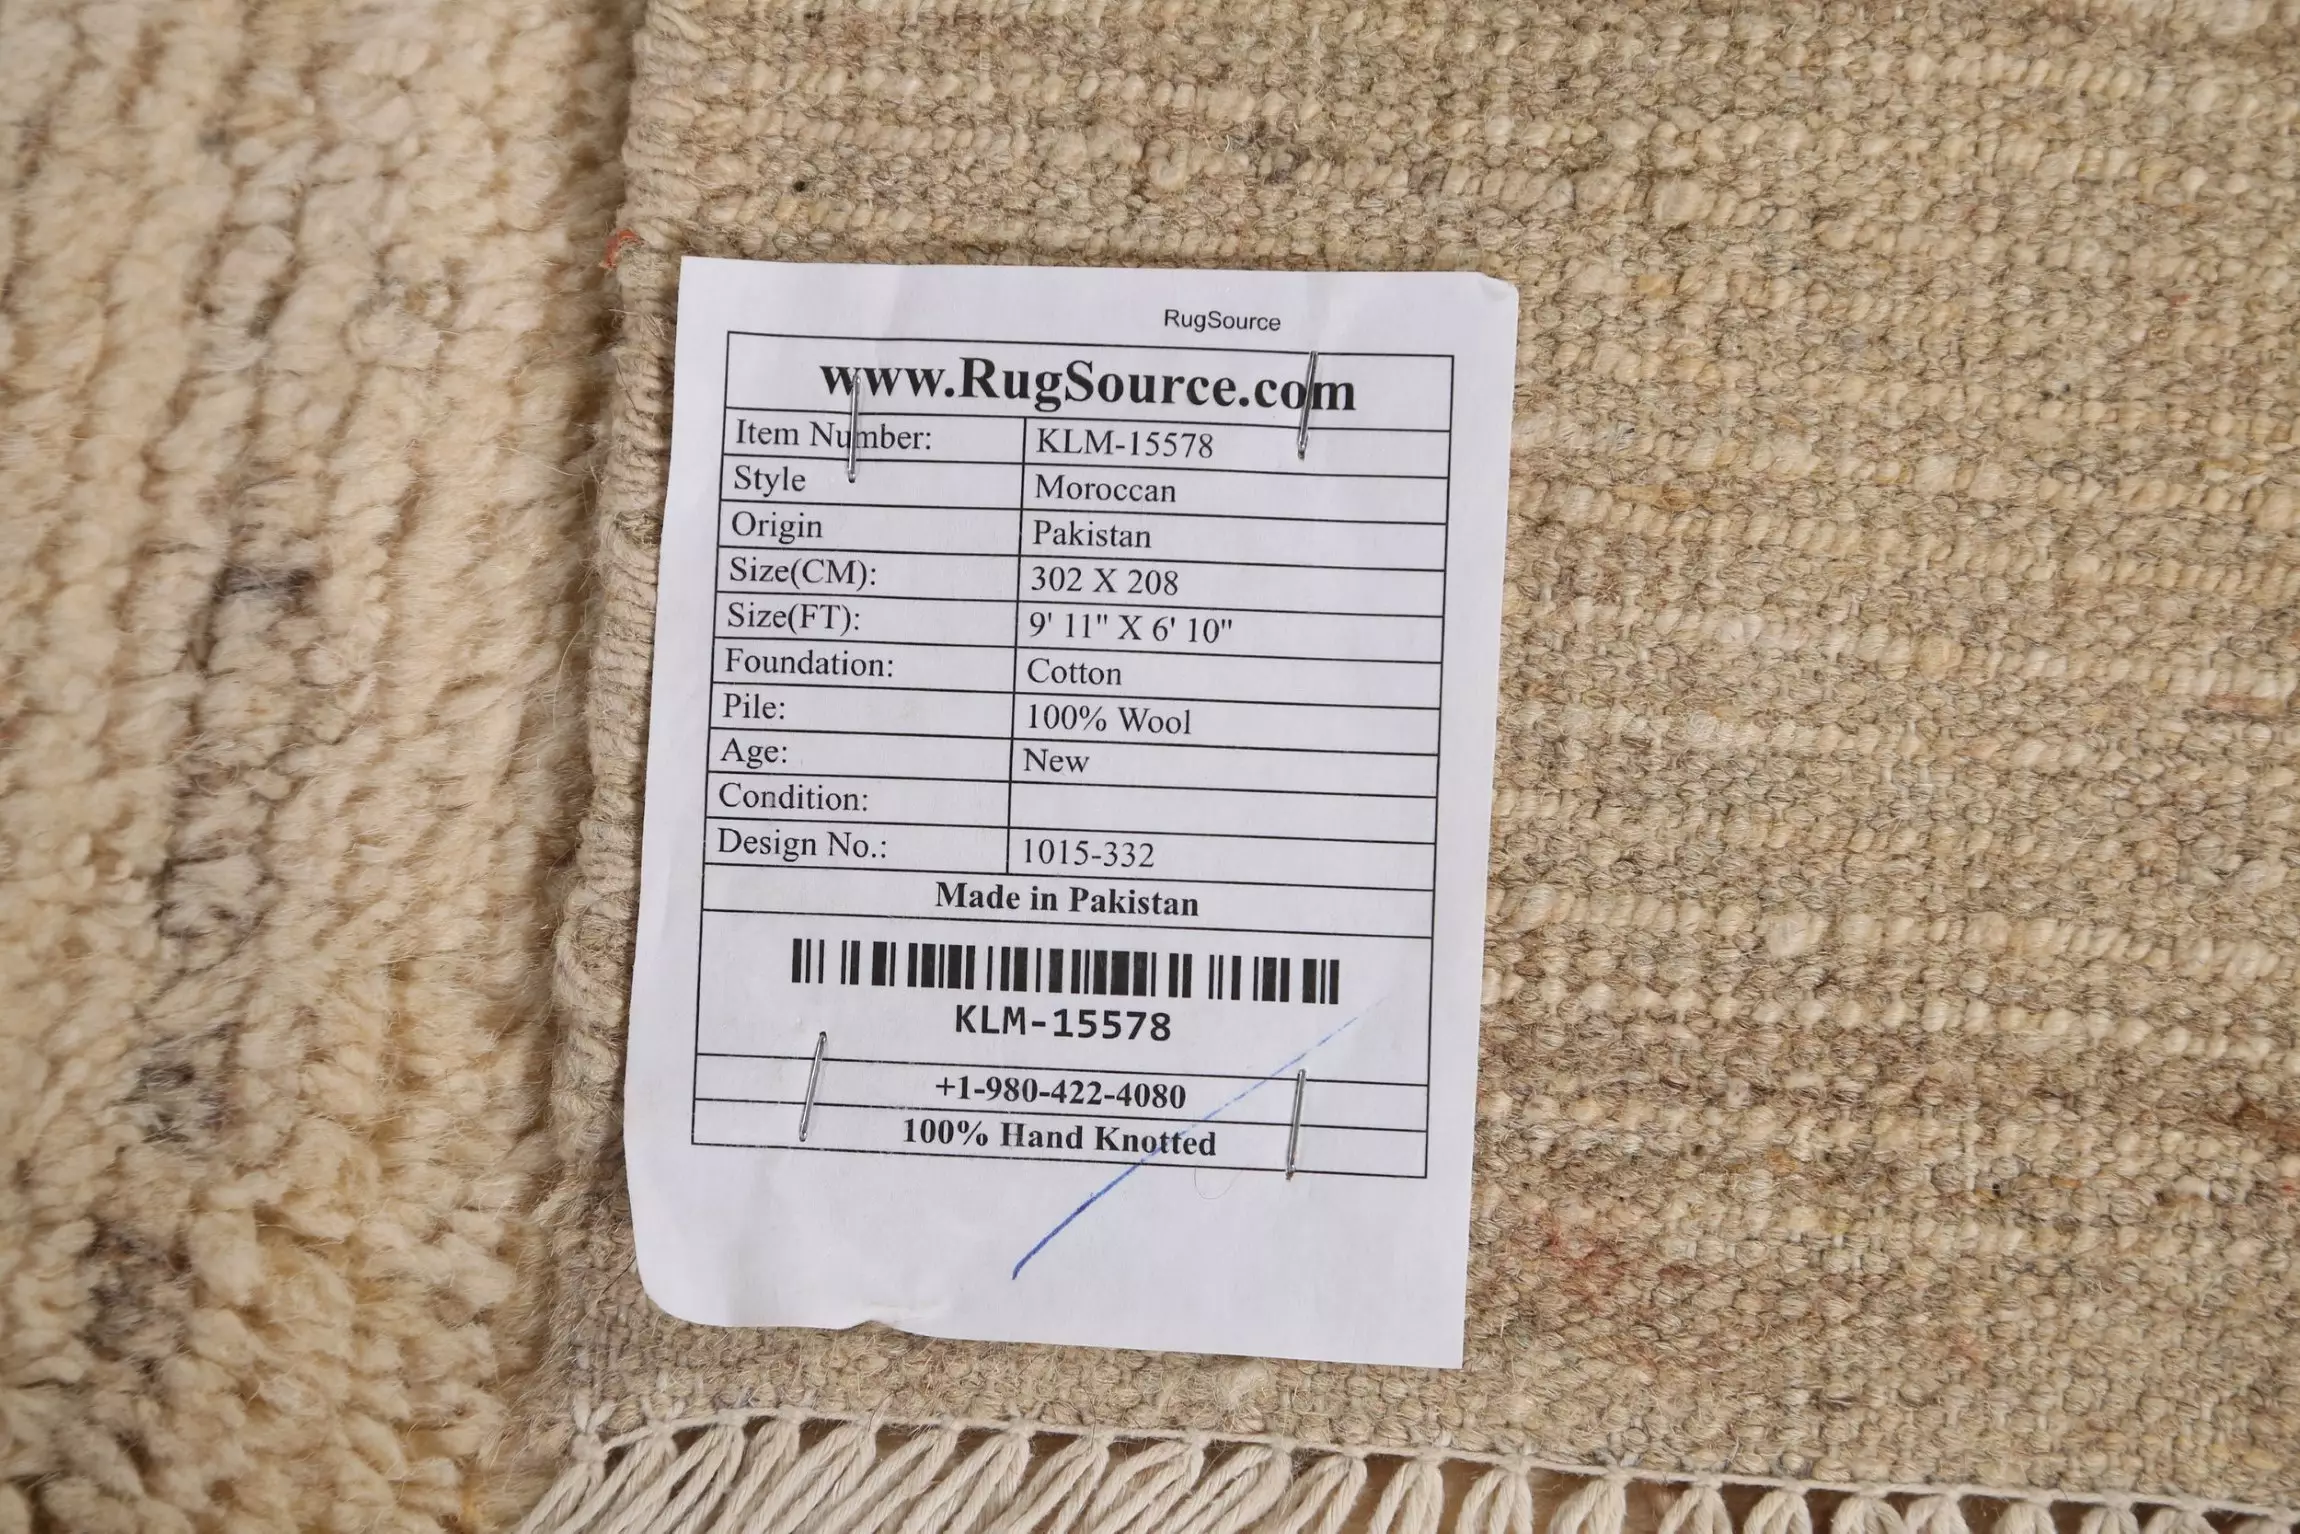 RugSource
www.RugSource.com
Item Number: KLM-15578
Style Moroccan
Origin Pakistan
Size(CM): 302 X 208
Size(FT): 9' 11" X 6' 10"
Foundation: Cotton
Pile: 100% Wool
Age: New
Condition:
Design No.: 1015-332
Made in Pakistan
KLM-15578
+1-980-422-4080
100% Hand Knotted